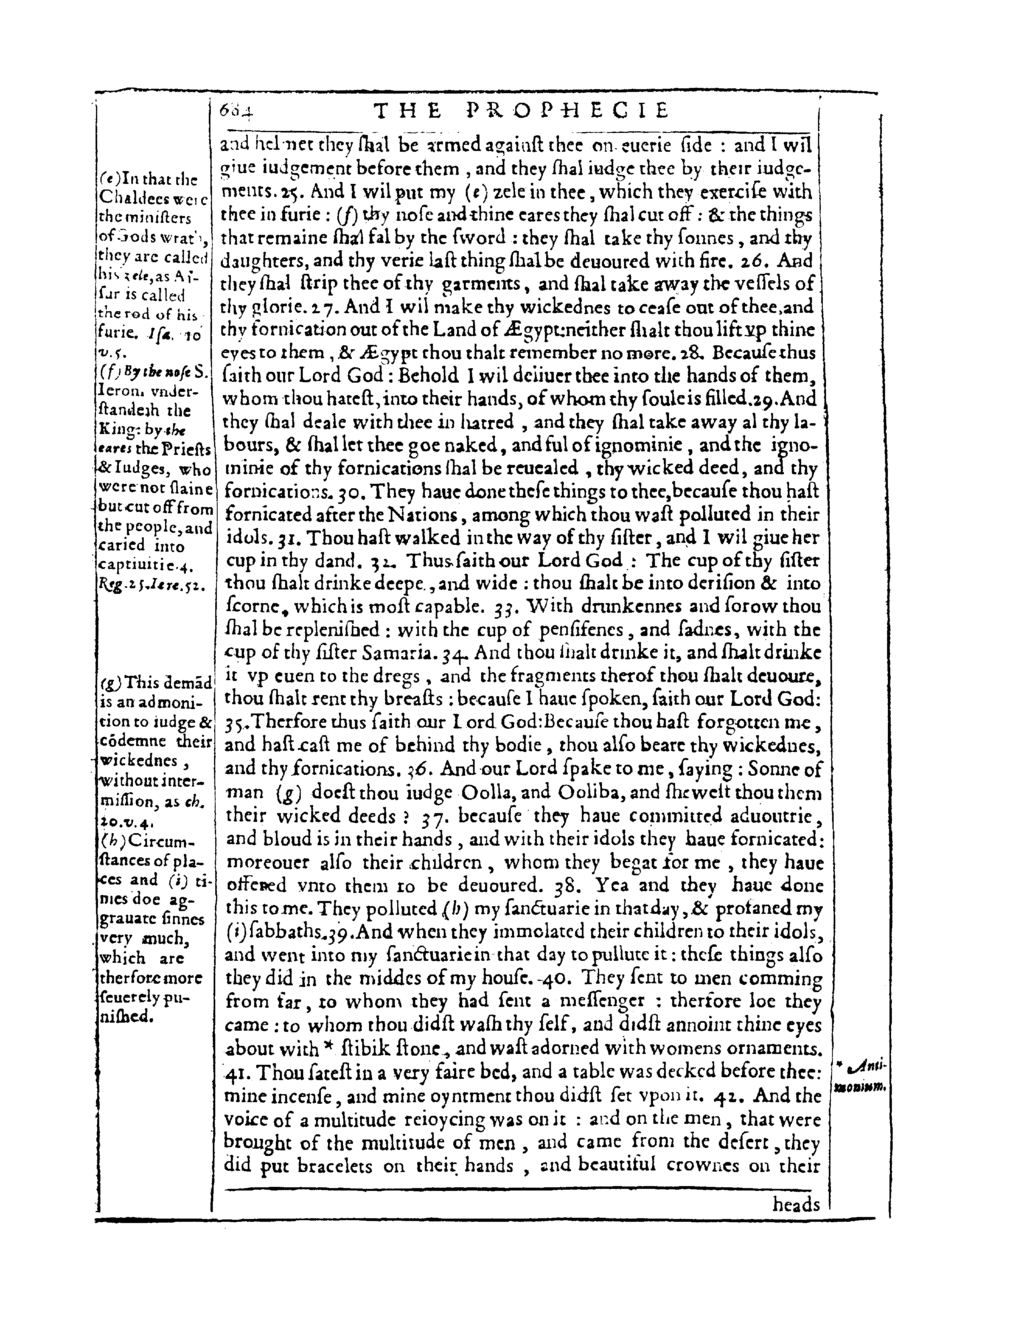 684 THE PROPHECIE
and helmet they ſhal be armed againſt thee on euerie ſide : and I wil
giue iudgement before them , and they ſhal iudge thee by their iudge-
ments. 25. And I wil put my (e) zele in thee, which they exerciſe with
thee in furie : (f) thy noſe and thine eares they ſhal cut off : & the things
that remaine ſhal fal by the ſword : they ſhal take thy ſonnes, and thy
daughters, and thy verie laſt thing ſhal be deuoured with fire. 26. And
they ſhal ſtrip thee of thy garments, and ſhal take away the veſſels of
thy glorie. 27. And I wil make thy wickednes to ceaſe out of thee,and
thy fornication out of the Land of Ægypt:neither ſhalt thou lift vp thine
eyes to them , & Ægypt thou thalt remember no more. 28. Becauſe thus
ſaith our Lord God : Behold I wil deliuer thee into the hands of them,
whom thou hateſt, into their hands, of whom thy ſoule is filled.29.And
they ſhal deale with thee in hatred , and they ſhal take away al thy la-
bours, & ſhal let thee goe naked, and ful of ignominie, and the igno-
minie of thy fornications ſhal be reuealed , thy wicked deed, and thy
fornications. 30. They haue done theſe things to thee,becauſe thou haſt
fornicated after the Nations, among which thou waſt polluted in their
idols. 31. Thou haſt walked in the way of thy ſiſter, and I wil giue her
cup in thy dand. 32. Thus ſaith our Lord God : The cup of thy ſiſter
thou ſhalt drinke deepe, and wide : thou ſhalt be into deriſion & into
ſcorne, which is moſt capable. 33. With drunkennes and ſorow thou
ſhal be repleniſhed : with the cup of penſifenes, and ſadnes, with the
cup of thy ſiſter Samaria. 34. And thou ſhalt drinke it, and ſhalt drinke
it vp euen to the dregs , and the fragments therof thou ſhalt deuoure,
thou ſhalt rent thy breaſts : becauſe I haue ſpoken, ſaith our Lord God:
35. Therfore thus ſaith our Lord God:Becauſe thou haſt forgotten me,
and haſt caſt me of behind thy bodie, thou alſo beare thy wickednes,
and thy fornications. 36. And our Lord ſpake to me, ſaying : Sonne of
man (g) doeſt thou iudge Oolla, and Ooliba, and ſheweſt thou them
their wicked deeds ? 37. becauſe they haue committed aduoutrie,
and bloud is in their hands , and with their idols they haue fornicated:
moreouer alſo their children, whom they begat for me , they haue
offered vnto them to be deuoured. 38. Yea and they haue done
this to me. They polluted (h) my ſanctuarie in that day, & profaned my
(i)ſabbaths.39.And when they immolated their children to their idols,
and went into my ſanctuarie in that day to pullute it : theſe things alſo
they did in the middes of my houſe. 40. They ſent to men comming
from far, to whom they had ſent a meſſenger : therfore loe they
came : to whom thou didſt waſh thy ſelf, and didſt annoint thine eyes
about with * ſtibik ſtone, and waſt adorned with womens ornaments.
41. Thou ſateſt in a very faire bed, and a table was decked before thee:
mine incenſe, and mine oyntment thou didſt ſet vpon it. 42. And the
voice of a multitude reioycing was on it : and on the men, that were
brought of the multitude of men , and came from the deſert, they
did put bracelets on their hands , and beautiful crownes on their
heads
(e)In that the
Chaldees were
the miniſters
of Gods wrath,
they are called
his zele, as Aſ-
ſur is called
the rod of his
furie. Iſa. 10
v. 5.
(f) By the noſe S.
Ierom. vnder-
ſtandeth the
King: by the
eares the Prieſts
& Iudges, who
were not ſlaine
but cut off from
the people, and
caried into
captiuitie. 4.
Reg. 25. Iere. 52.
(g) This demād
is an admoni-
tion to iudge &
cōdemne their
wickednes,
without inter-
miſſion, as ch.
20. v. 4.
(h) Circum-
ſtances of pla-
ces and (i) ti-
mes doe ag-
grauate ſinnes
very much,
which are
therfore more
ſeuerely pu-
niſhed.
* Anti-
monium.